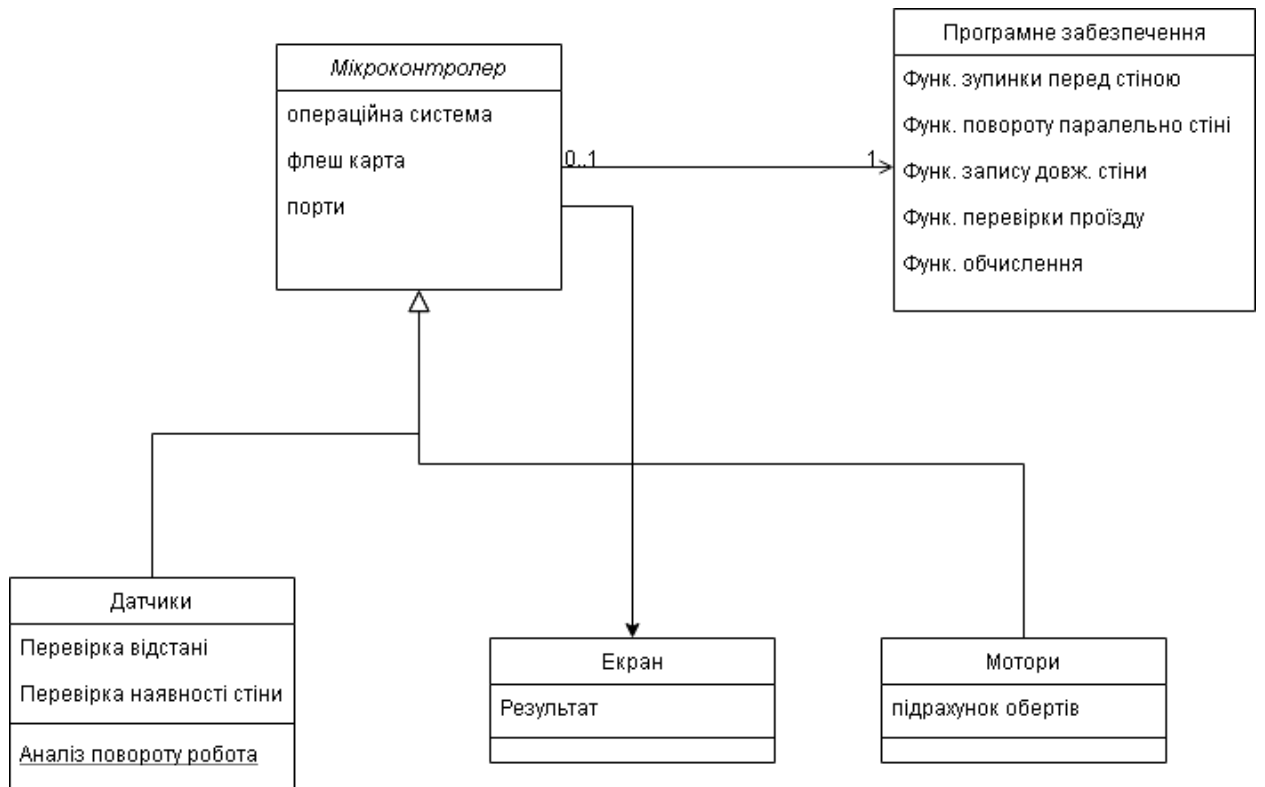 Мікроконтролер
операційна система
флеш карта
порти
0..1
1
Програмне забезпечення
Функ. зупинки перед стіною
Функ. повороту паралельно стіні
Функ. запису довж. стіни
Функ. перевірки проїзду
Функ. обчислення
Датчики
Перевірка відстані
Перевірка наявності стіни
Аналіз повороту робота
Екран
Результат
Мотори
підрахунок обертів